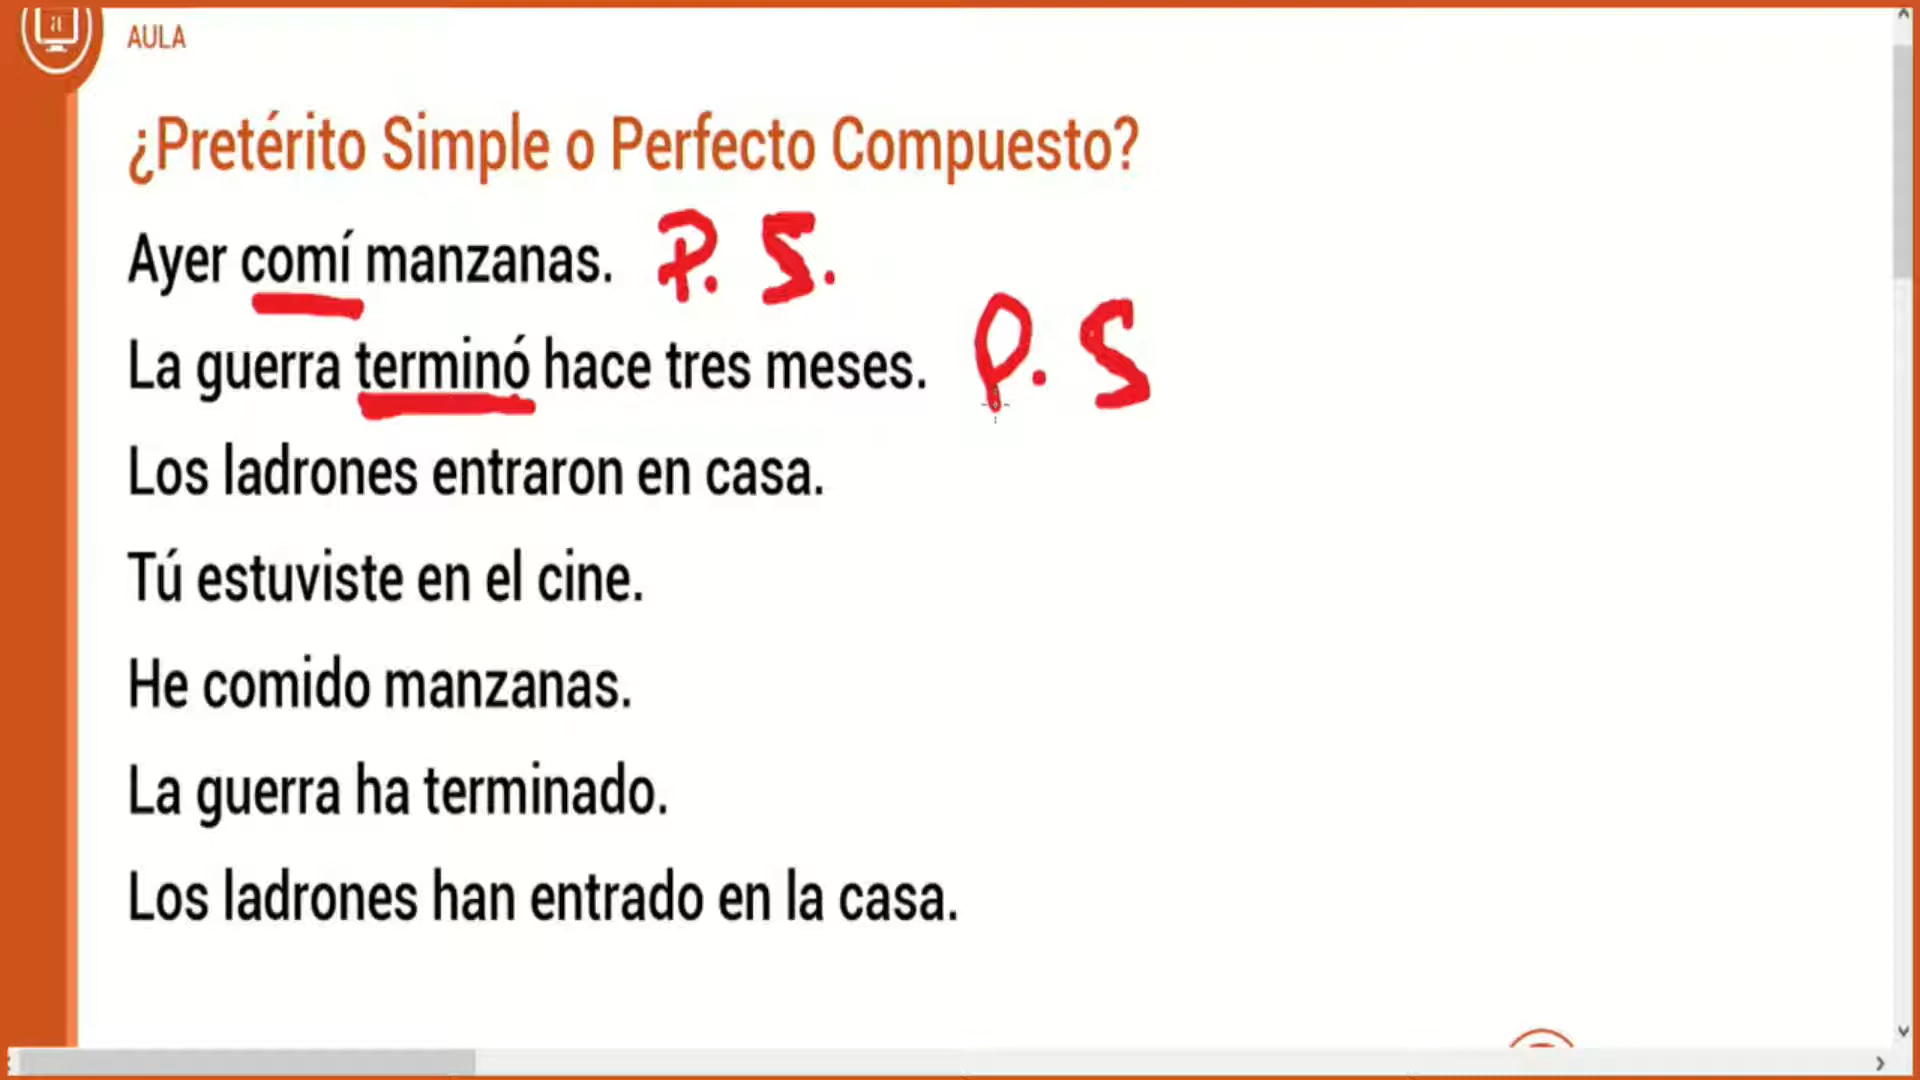 a
AULA
¿Pretérito Simple o Perfecto Compuesto?
Ayer comí manzanas. P. S.
La guerra terminó hace tres meses. P. S
Los ladrones entraron en casa.
Tú estuviste en el cine.
He comido manzanas.
La guerra ha terminado.
Los ladrones han entrado en la casa.